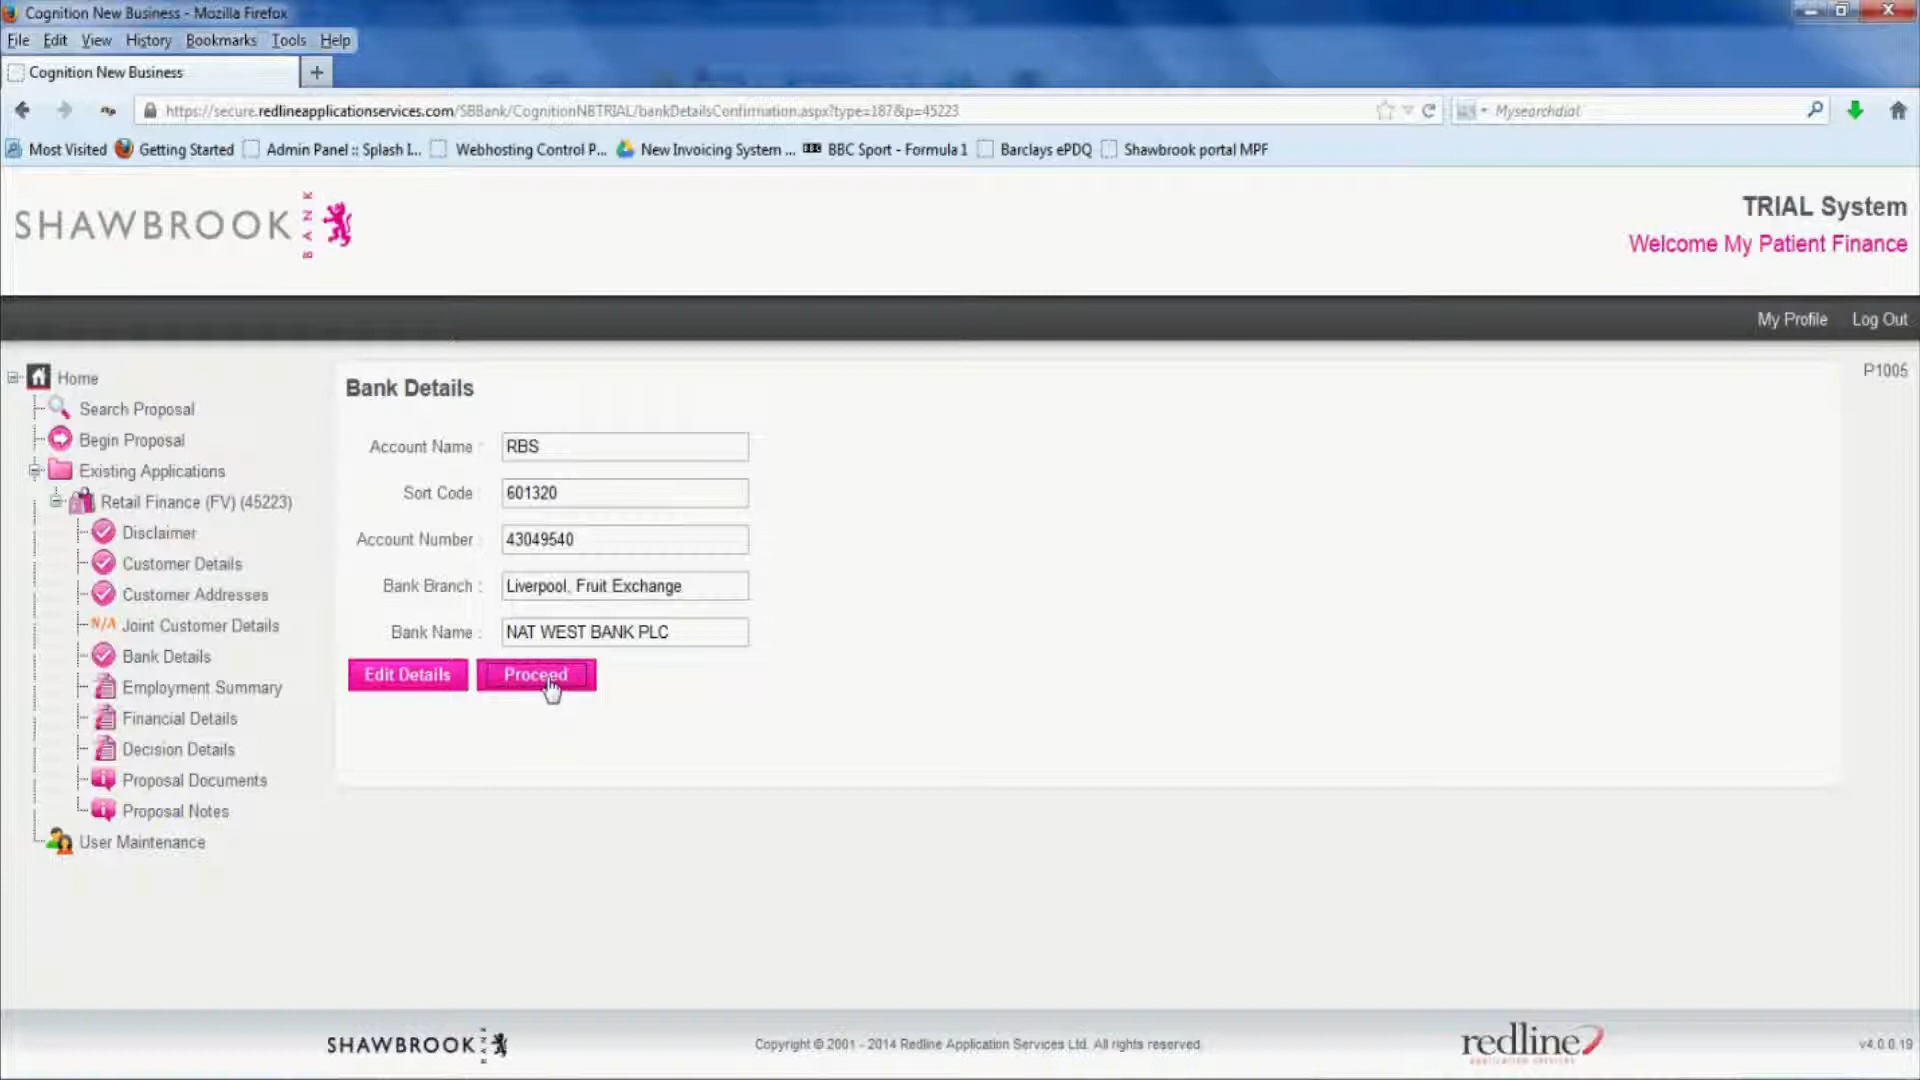 Cognition New Business - Mozilla Firefox
File Edit View History Bookmarks Tools Help
Cognition New Business
https://secure.redlineapplicationservices.com/SBBank/CognitionNBTRIAL/bankDetailsConfirmation.aspx?type=187&p=45223
Mysearchdial
Most Visited Getting Started Admin Panel :: Splash I... Webhosting Control P... New Invoicing System ... BBC Sport - Formula 1 Barclays ePDQ Shawbrook portal MPF
SHAWBROOK BANK
TRIAL System
Welcome My Patient Finance
My Profile Log Out
P1005
Home
Search Proposal
Begin Proposal
Existing Applications
Retail Finance (FV) (45223)
Disclaimer
Customer Details
Customer Addresses
N/A Joint Customer Details
Bank Details
Employment Summary
Financial Details
Decision Details
Proposal Documents
Proposal Notes
User Maintenance
Bank Details
Account Name : RBS
Sort Code : 601320
Account Number : 43049540
Bank Branch : Liverpool, Fruit Exchange
Bank Name : NAT WEST BANK PLC
Edit Details Proceed
SHAWBROOK BANK
Copyright © 2001 - 2014 Redline Application Services Ltd. All rights reserved.
redline
application services
v4.0.0.19